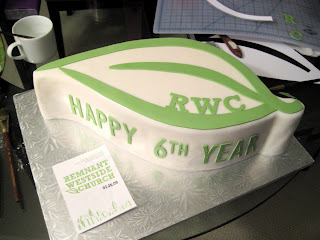 RWC
HAPPY 6TH YEAR
REMNANT
WESTSIDE
CHURCH